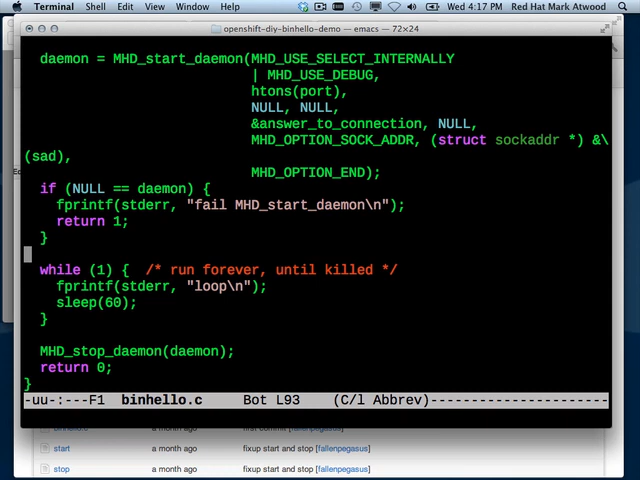 Terminal Shell Edit View Window Help Wed 4:17 PM Red Hat Mark Atwood
openshift-diy-binhello-demo — emacs — 72×24
daemon = MHD_start_daemon(MHD_USE_SELECT_INTERNALLY
| MHD_USE_DEBUG,
htons(port),
NULL, NULL,
&answer_to_connection, NULL,
MHD_OPTION_SOCK_ADDR, (struct sockaddr *) &\
(sad),
MHD_OPTION_END);
if (NULL == daemon) {
fprintf(stderr, "fail MHD_start_daemon\n");
return 1;
}
while (1) { /* run forever, until killed */
fprintf(stderr, "loop\n");
sleep(60);
}
MHD_stop_daemon(daemon);
return 0;
}
-uu-:---F1 binhello.c Bot L93 (C/l Abbrev)-----------------------
binhello.c a month ago first commit [fallenpegasus]
start a month ago fixup start and stop [fallenpegasus]
stop a month ago fixup start and stop [fallenpegasus]